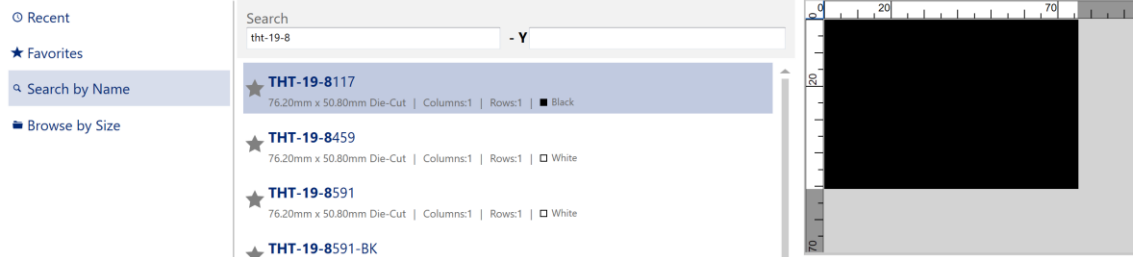 Recent
Favorites
Search by Name
Browse by Size
Search
tht-19-8
- Y
THT-19-8117
76.20mm x 50.80mm Die-Cut | Columns:1 | Rows:1 | Black
THT-19-8459
76.20mm x 50.80mm Die-Cut | Columns:1 | Rows:1 | White
THT-19-8591
76.20mm x 50.80mm Die-Cut | Columns:1 | Rows:1 | White
THT-19-8591-BK
0 20 70
20
70